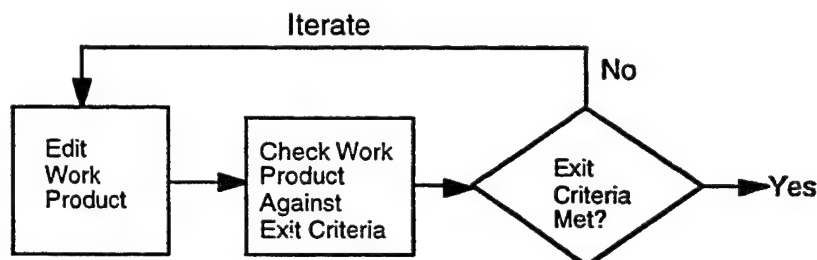 Iterate
No
Edit
Work
Product
Check Work
Product
Against
Exit Criteria
Exit
Criteria
Met?
Yes